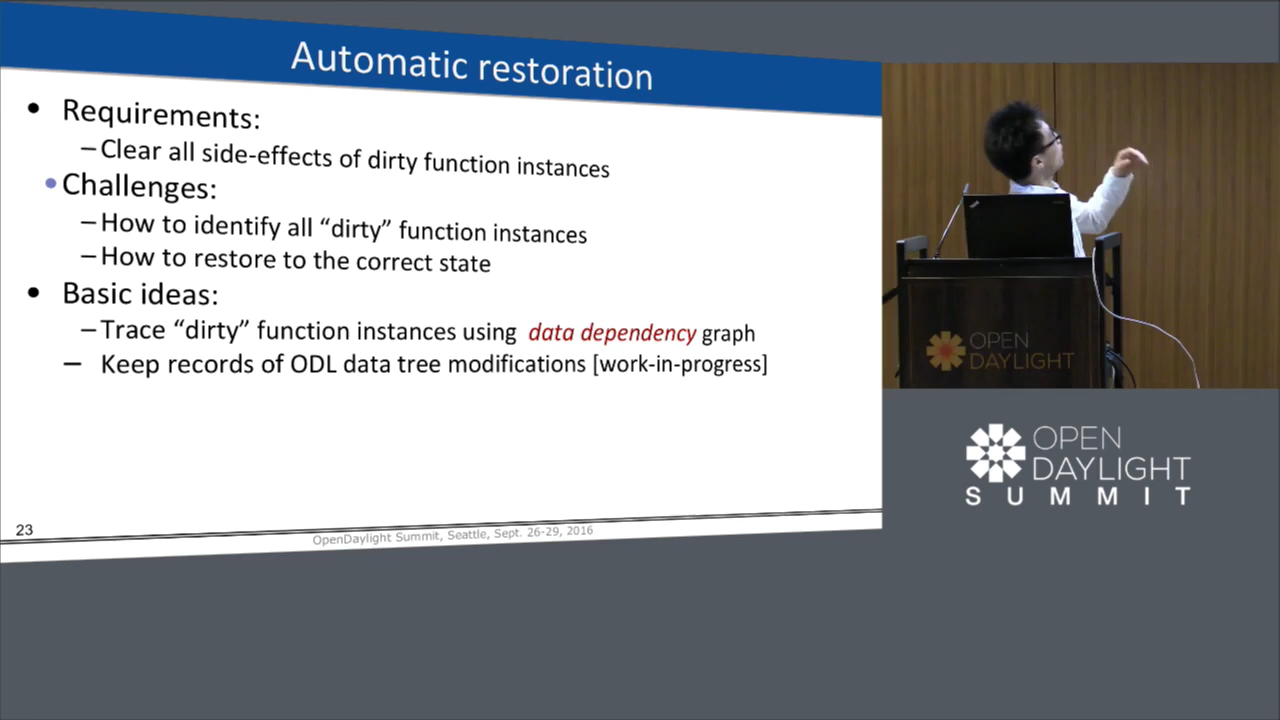 Automatic restoration
• Requirements:
– Clear all side-effects of dirty function instances
• Challenges:
– How to identify all “dirty” function instances
– How to restore to the correct state
• Basic ideas:
– Trace “dirty” function instances using data dependency graph
– Keep records of ODL data tree modifications [work-in-progress]
23
OpenDaylight Summit, Seattle, Sept. 26-29, 2016
OPEN
DAYLIGHT
OPEN
DAYLIGHT
SUMMIT